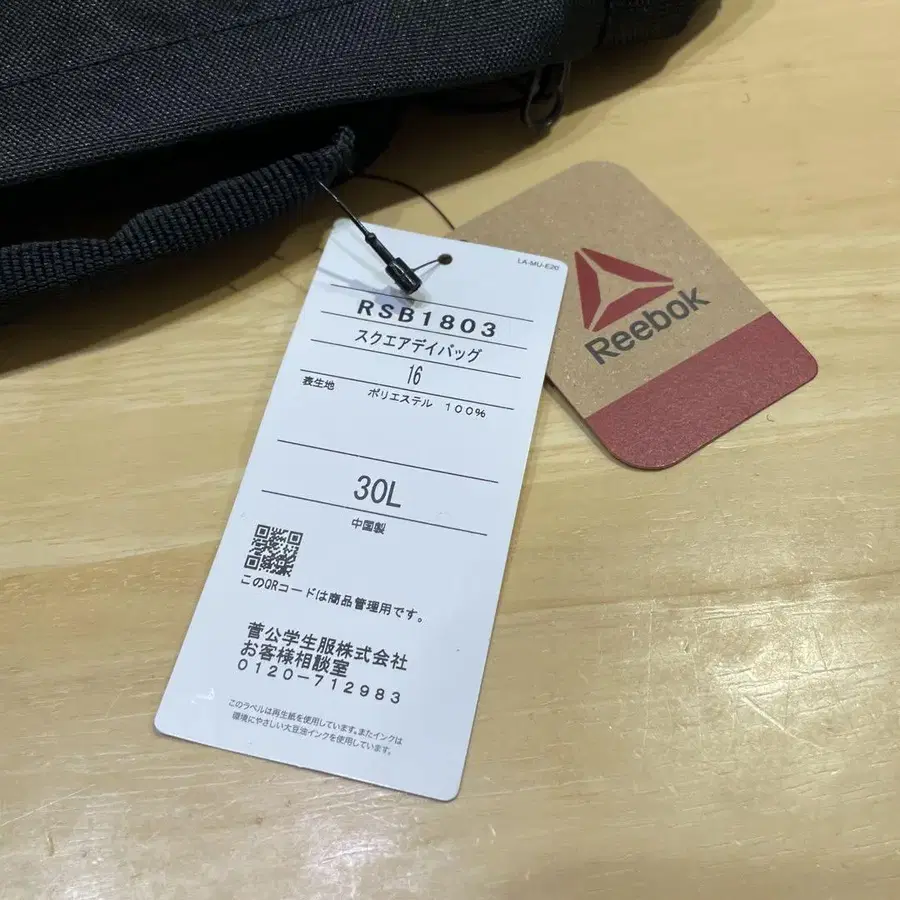 LA-MU-E20
RSB1803
スクエアデイバッグ
16
表生地 ポリエステル 100%
30L
中国製
このQRコードは商品管理用です。
菅公学生服株式会社
お客様相談室
0120-712983
このラベルは再生紙を使用しています。またインクは
環境にやさしい大豆油インクを使用しています。
Reebok